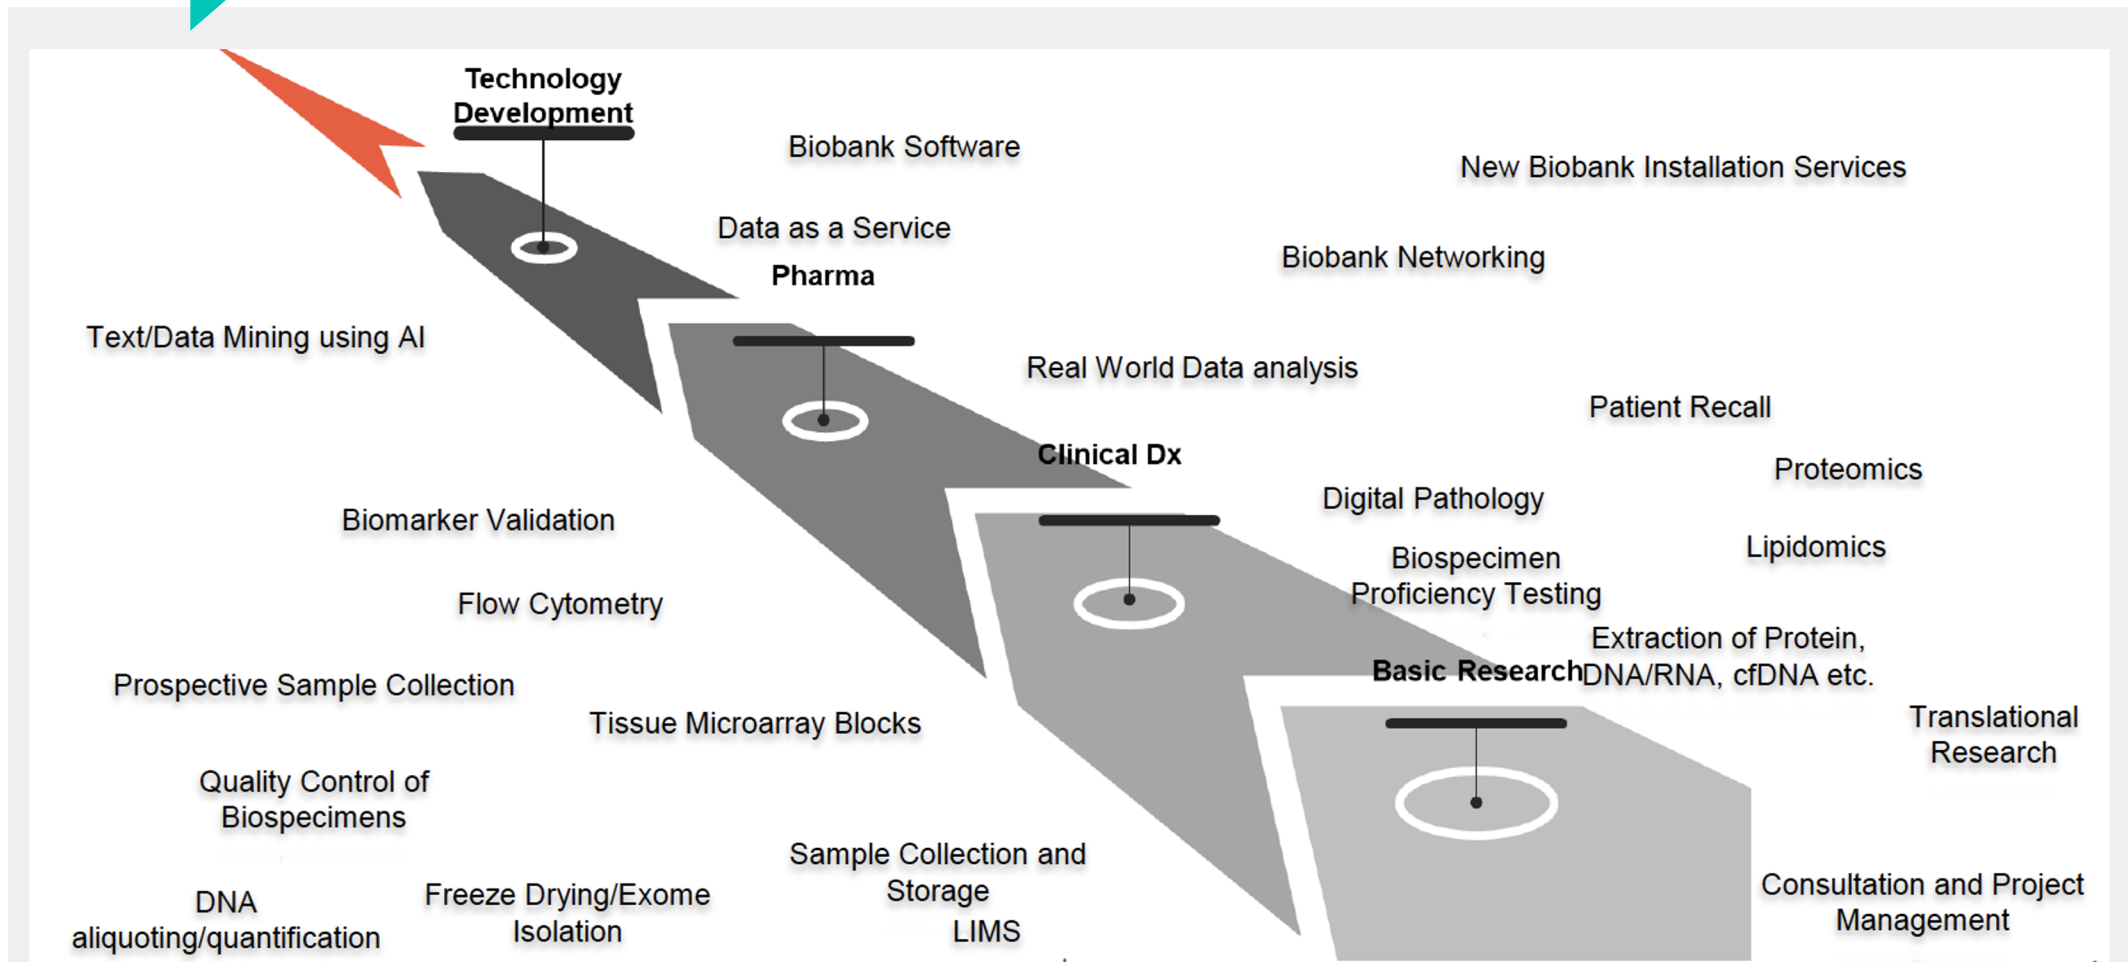 Technology
Development
Biobank Software
New Biobank Installation Services
Data as a Service
Biobank Networking
Pharma
Text/Data Mining using AI
Real World Data analysis
Patient Recall
Clinical Dx
Proteomics
Digital Pathology
Biomarker Validation
Lipidomics
Biospecimen
Proficiency Testing
Flow Cytometry
Extraction of Protein,
DNA/RNA, cfDNA etc.
Basic Research
Prospective Sample Collection
Tissue Microarray Blocks
Translational
Research
Quality Control of
Biospecimens
Sample Collection and
Storage
LIMS
Consultation and Project
Management
Freeze Drying/Exome
Isolation
DNA
aliquoting/quantification